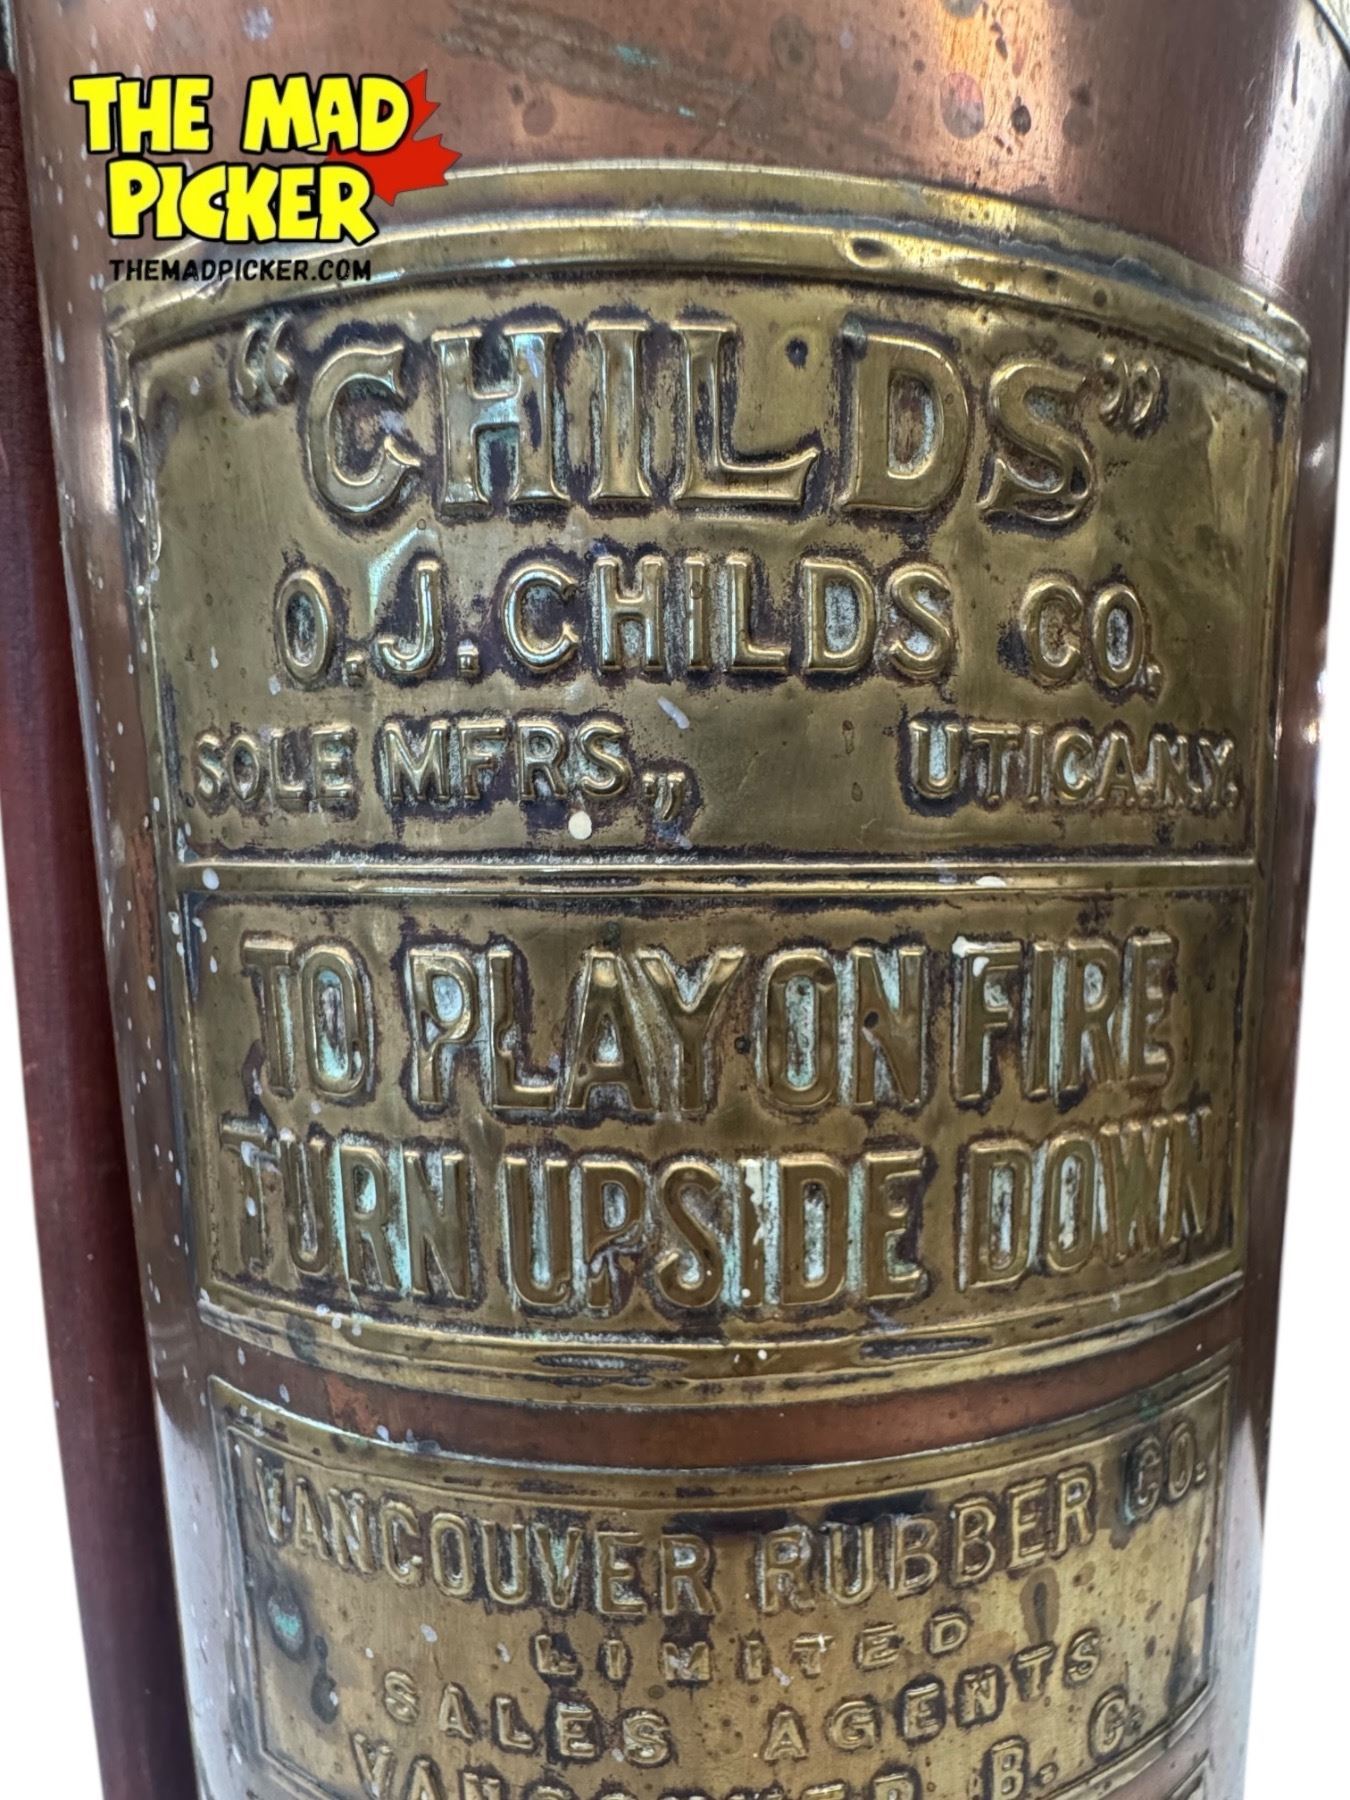 THE MAD
PICKER
THEMADPICKER.COM
"CHILDS"
O.J. CHILDS CO.
SOLE MFRS,, UTICA.N.Y.
TO PLAY ON FIRE
TURN UPSIDE DOWN,
VANCOUVER RUBBER CO.
LIMITED
SALES AGENTS
VANCOUVER B. C.